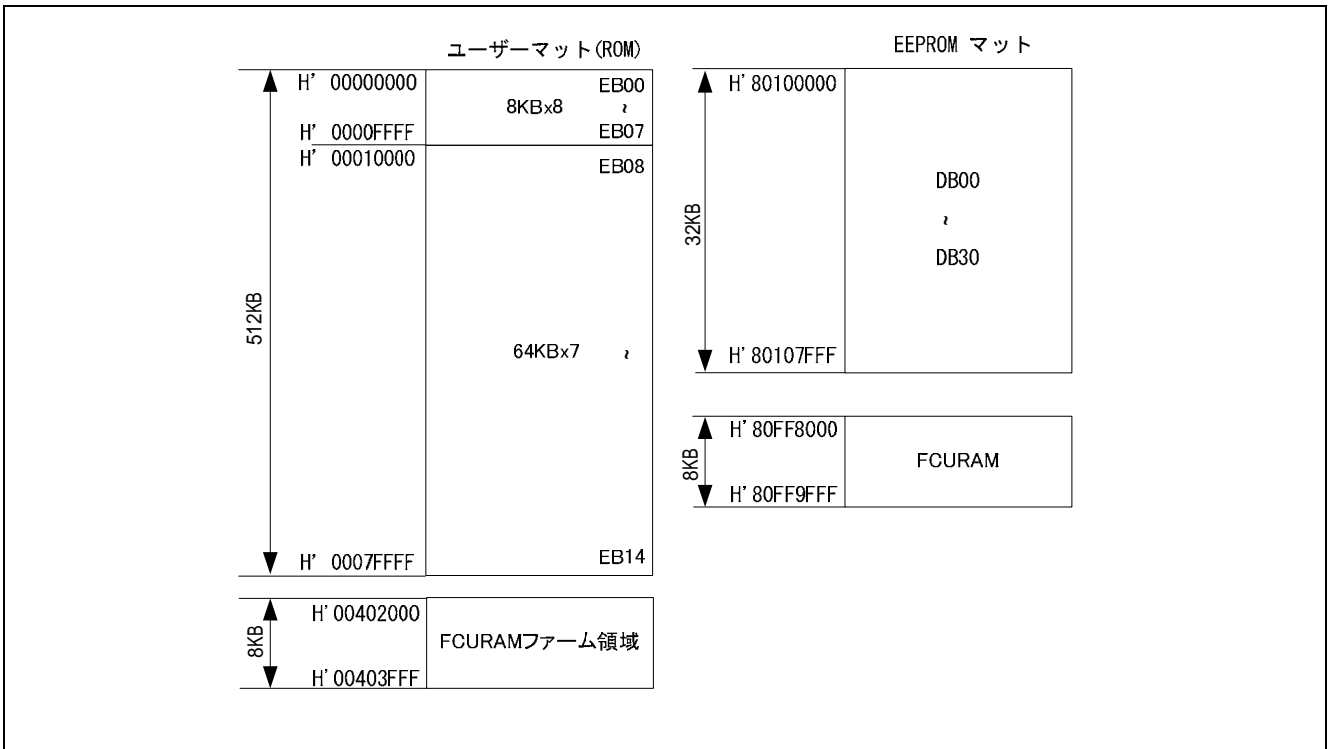 ユーザーマット(ROM)
H' 00000000
EB00
8KBx8
~
H' 0000FFFF
EB07
H' 00010000
EB08
512KB
64KBx7
~
H' 0007FFFF
EB14
H'00402000
8KB
FCURAMファーム領域
H'00403FFF
EEPROM マット
H'80100000
DB00
~
32KB
DB30
H'80107FFF
H'80FF8000
8KB
FCURAM
H'80FF9FFF